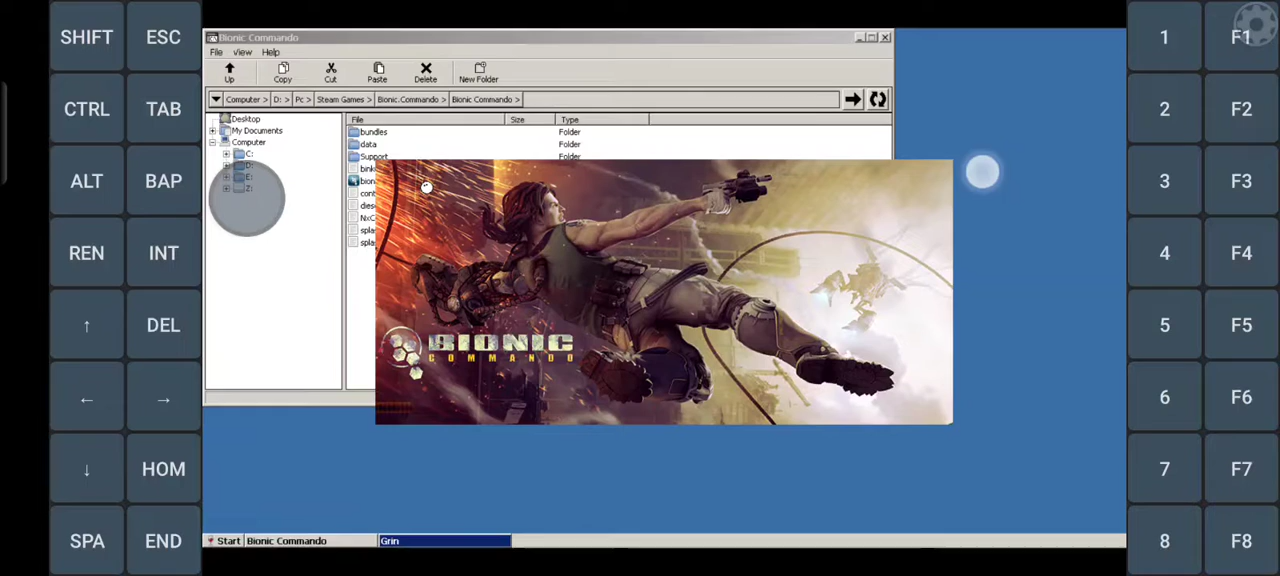 SHIFT ESC
CTRL TAB
ALT BAP
REN INT
↑ DEL
← →
↓ HOM
SPA END
Bionic Commando
File View Help
Up Copy Cut Paste Delete New Folder
Computer > D: > Pc > Steam Games > Bionic.Commando > Bionic Commando >
Desktop
My Documents
Computer
C:
D:
E:
Z:
File Size Type
bundles Folder
data Folder
Support Folder
BIONIC
COMMANDO
Start Bionic Commando Grin
1 F1
2 F2
3 F3
4 F4
5 F5
6 F6
7 F7
8 F8